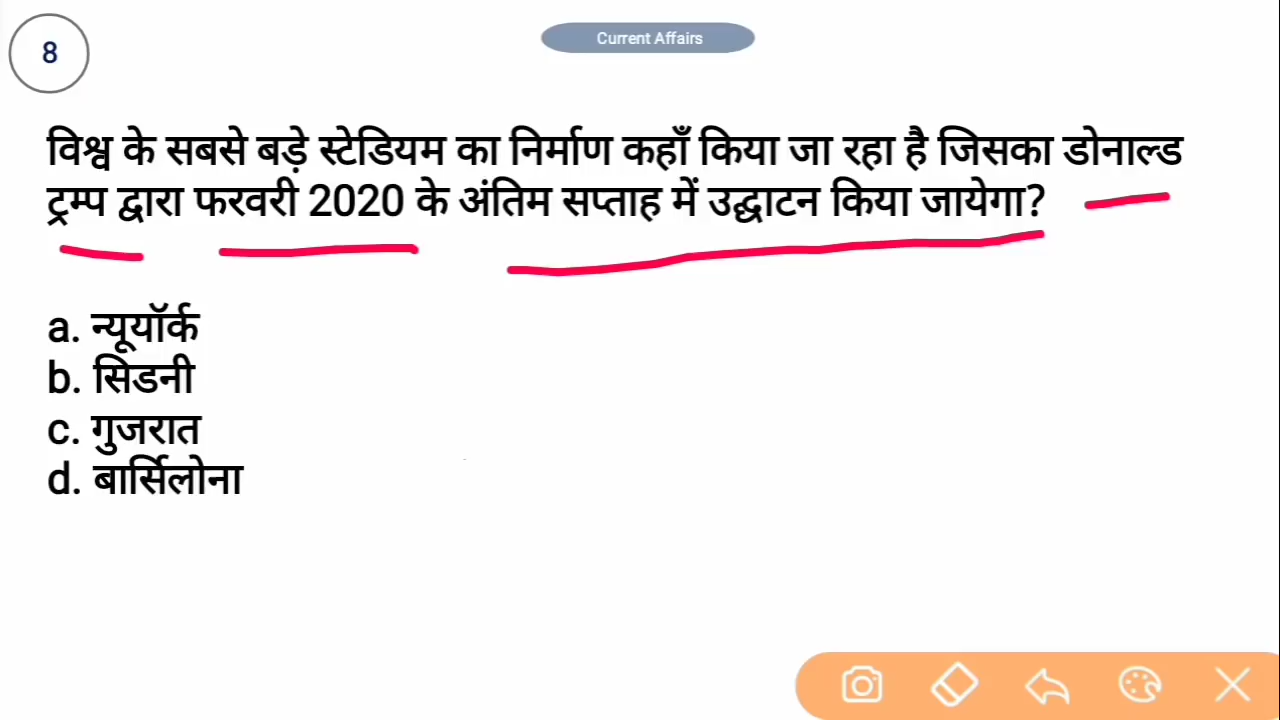 8
Current Affairs
विश्व के सबसे बड़े स्टेडियम का निर्माण कहाँ किया जा रहा है जिसका डोनाल्ड
ट्रम्प द्वारा फरवरी 2020 के अंतिम सप्ताह में उद्घाटन किया जायेगा?
a. न्यूयॉर्क
b. सिडनी
c. गुजरात
d. बार्सिलोना